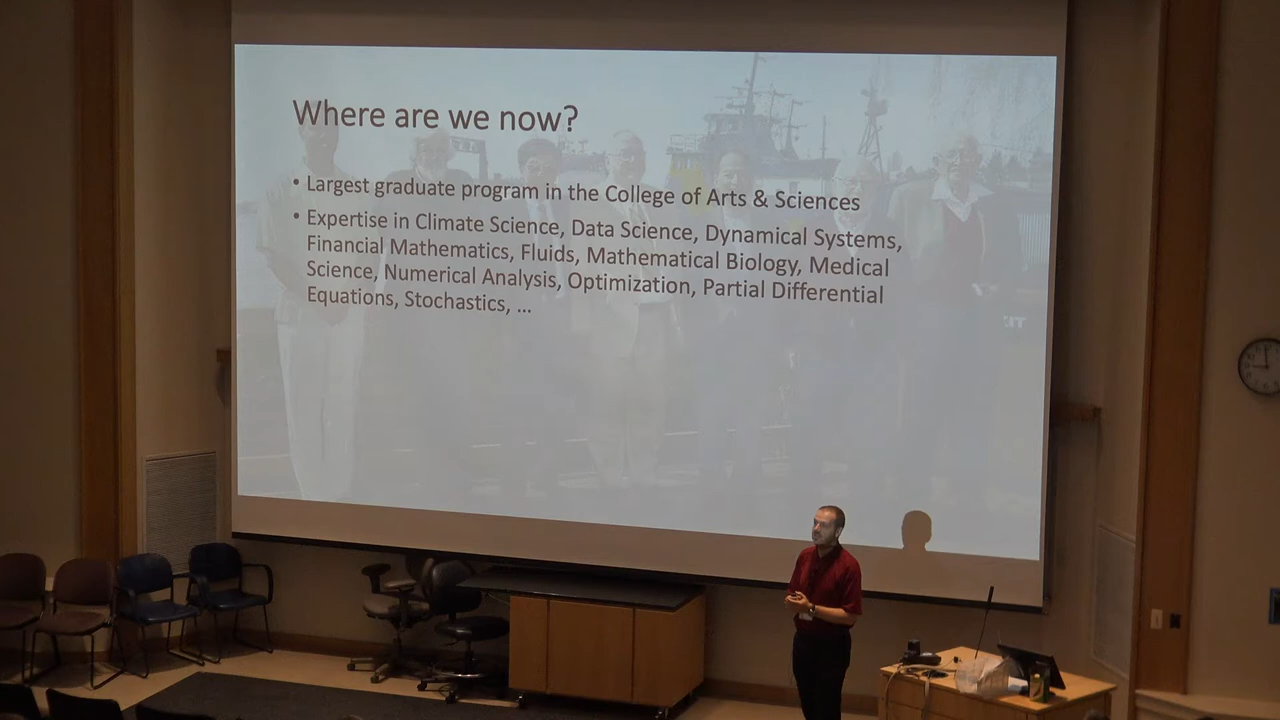 Where are we now?
• Largest graduate program in the College of Arts & Sciences
• Expertise in Climate Science, Data Science, Dynamical Systems,
Financial Mathematics, Fluids, Mathematical Biology, Medical
Science, Numerical Analysis, Optimization, Partial Differential
Equations, Stochastics, ...